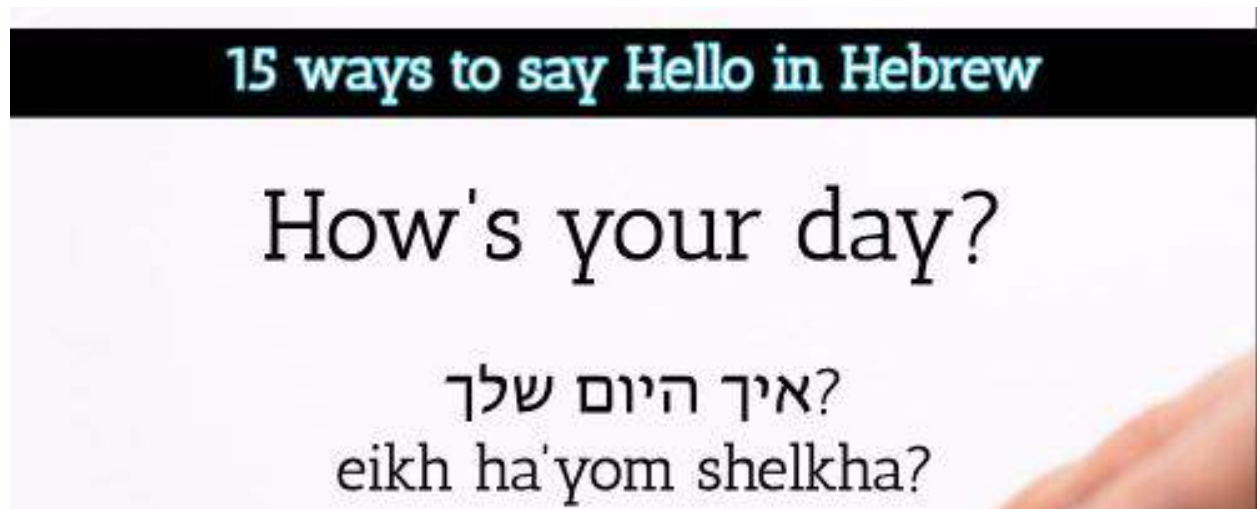 15 ways to say Hello in Hebrew
How's your day?
איך היום שלך?
eikh ha'yom shelkha?